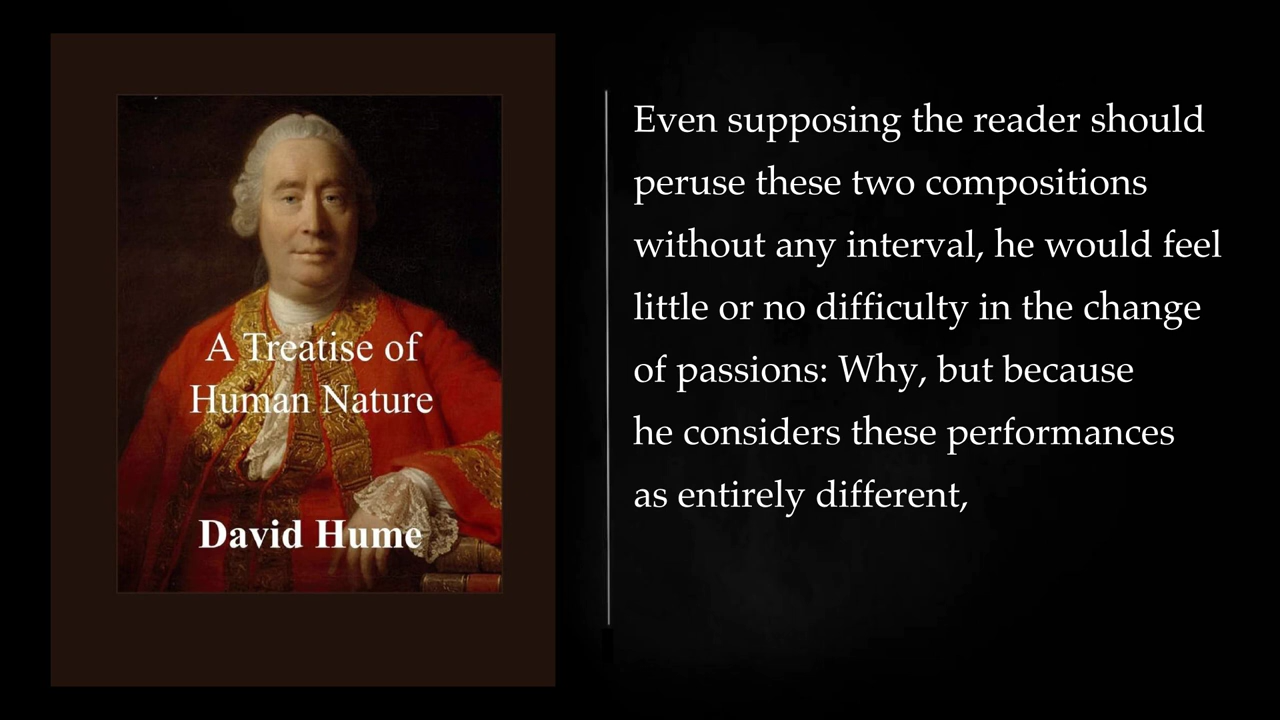 A Treatise of
Human Nature
David Hume
Even supposing the reader should
peruse these two compositions
without any interval, he would feel
little or no difficulty in the change
of passions: Why, but because
he considers these performances
as entirely different,